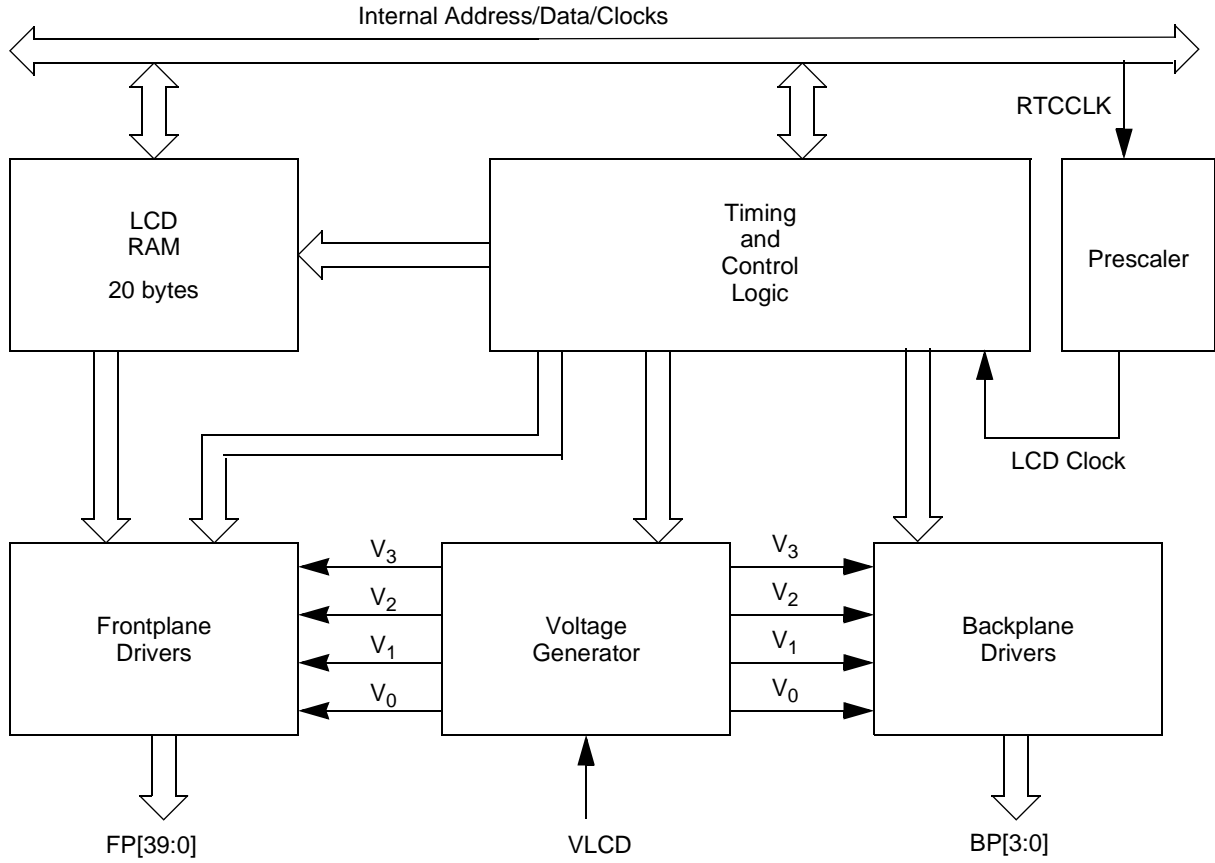 Internal Address/Data/Clocks
RTCCLK
LCD
RAM
20 bytes
Timing
and
Control
Logic
Prescaler
LCD Clock
V3
V2
V1
V0
V3
V2
V1
V0
Frontplane
Drivers
Voltage
Generator
Backplane
Drivers
FP[39:0]
VLCD
BP[3:0]